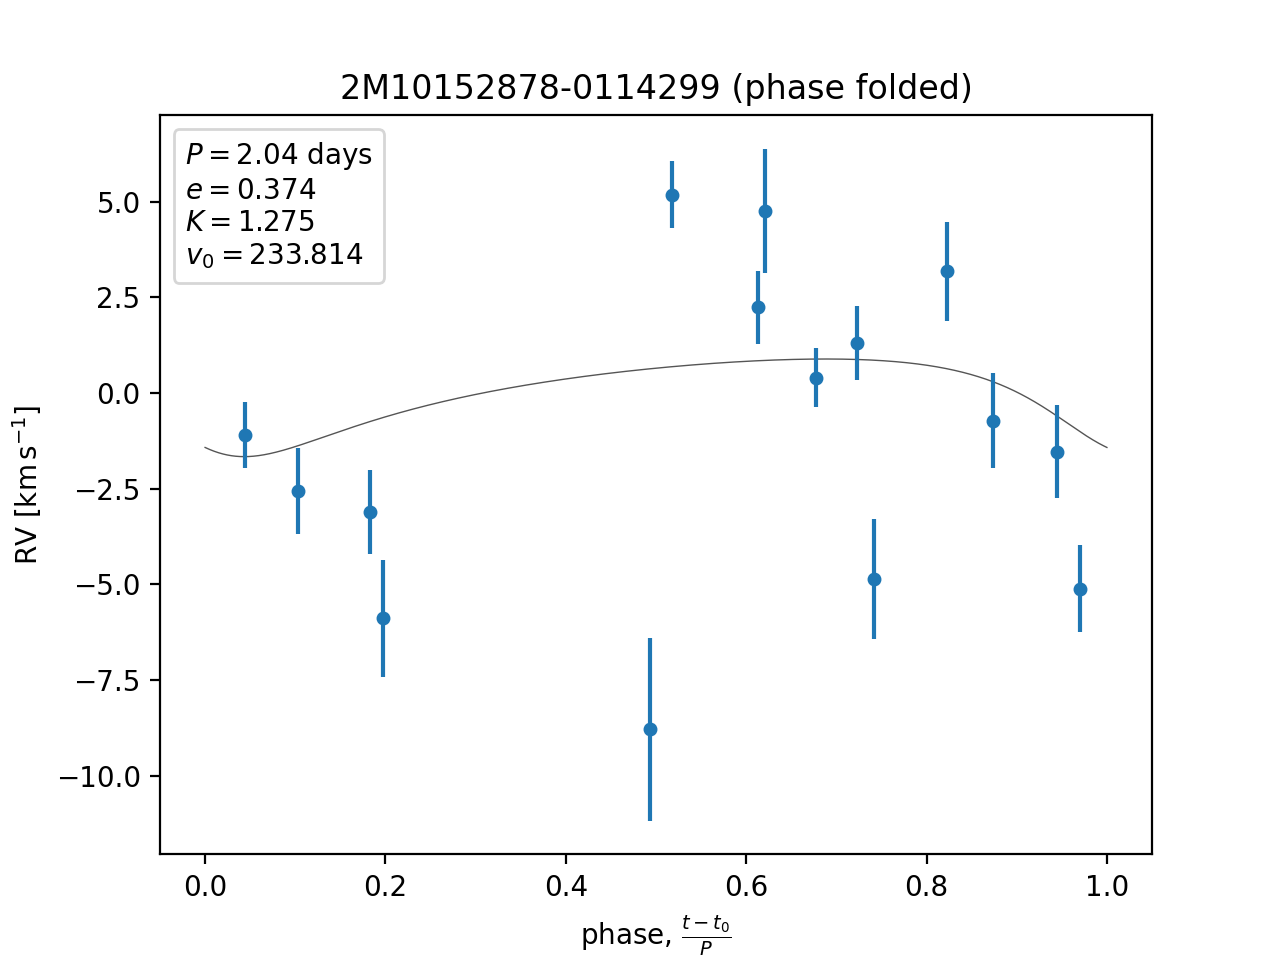 2M10152878-0114299 (phase folded)
P = 2.04 days
e = 0.374
K = 1.275
v₀ = 233.814
5.0
2.5
0.0
−2.5
−5.0
−7.5
−10.0
RV [km s⁻¹]
0.0 0.2 0.4 0.6 0.8 1.0
phase, (t − t₀)/P